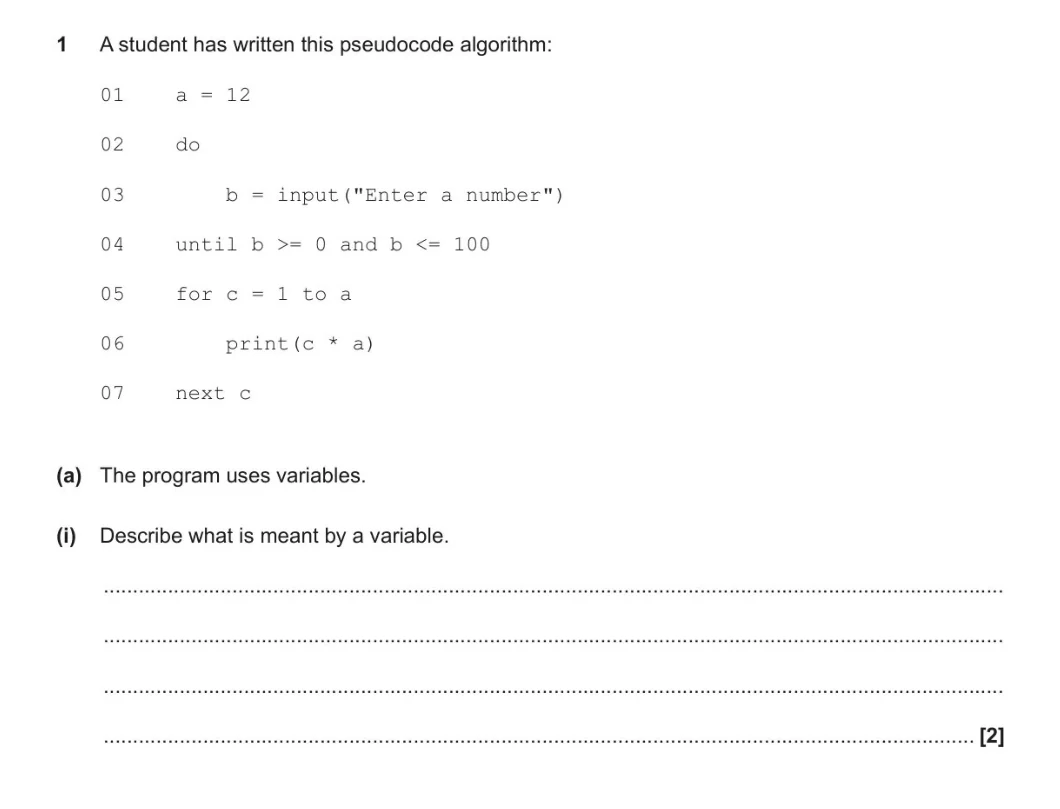 1 A student has written this pseudocode algorithm:
01 a = 12
02 do
03 b = input("Enter a number")
04 until b >= 0 and b <= 100
05 for c = 1 to a
06 print(c * a)
07 next c
(a) The program uses variables.
(i) Describe what is meant by a variable.
[2]